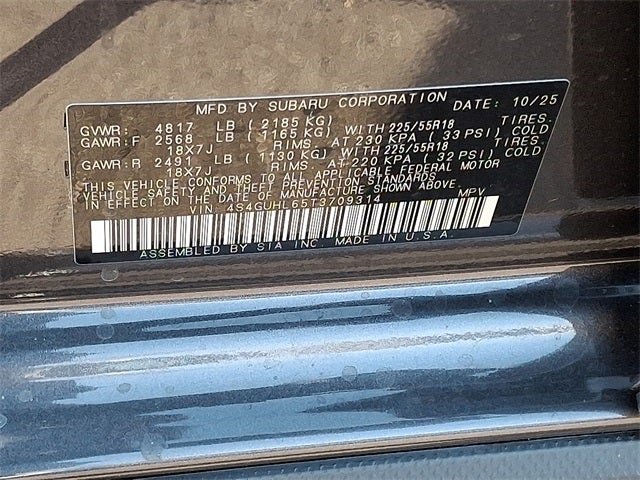 MFD BY SUBARU CORPORATION DATE: 10/25
GVWR: 4817 LB ( 2185 KG)
GAWR:F 2568 LB ( 1165 KG) WITH 225/55R18 TIRES.
18X7J RIMS. AT 230 KPA ( 33 PSI) COLD
GAWR:R 2491 LB ( 1130 KG) WITH 225/55R18 TIRES.
18X7J RIMS. AT 220 KPA ( 32 PSI) COLD
THIS VEHICLE CONFORMS TO ALL APPLICABLE FEDERAL MOTOR
VEHICLE SAFETY AND THEFT PREVENTION STANDARDS
IN EFFECT ON THE DATE OF MANUFACTURE SHOWN ABOVE.
VIN 4S4GUHL65T3709314 MPV
ASSEMBLED BY SIA INC. MADE IN U.S.A.